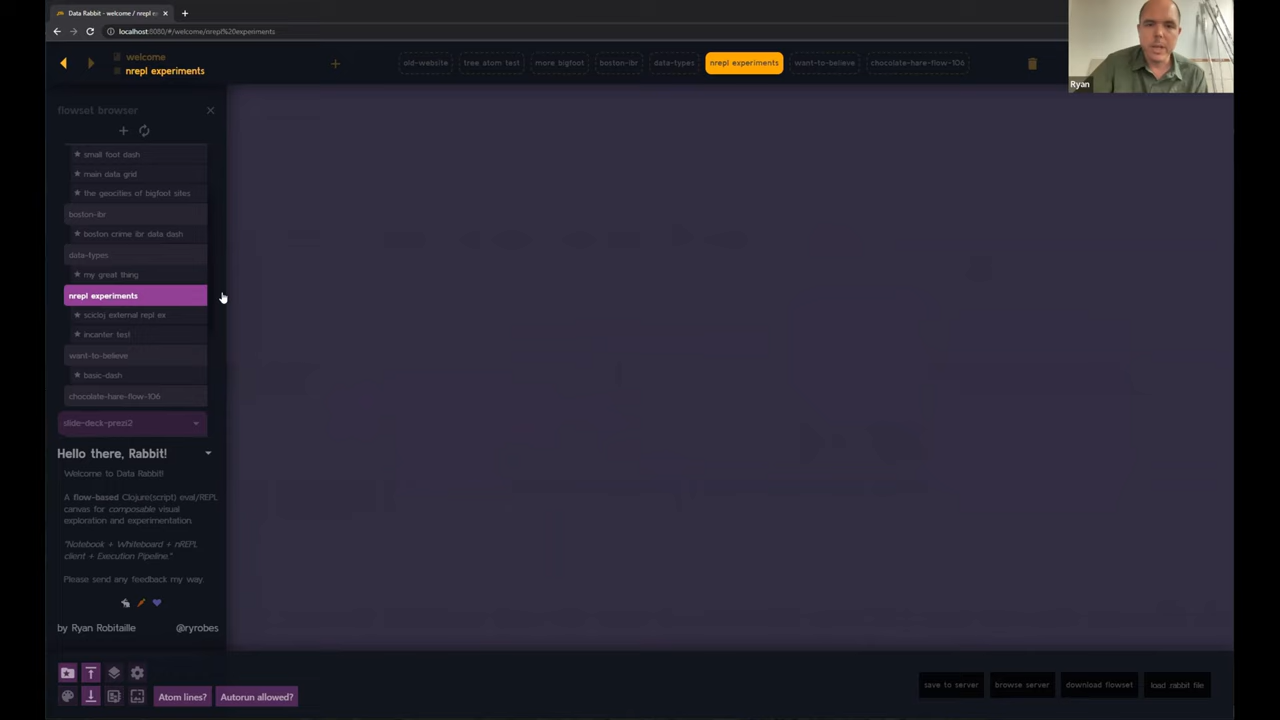 Data Rabbit: welcome / nrepl ex
localhost:8080/#/welcome/nrepl%20experiments
welcome
nrepl experiments
old-website
tree atom test
more bigfoot
boston-ibr
data-types
nrepl experiments
want-to-believe
chocolate-hare-flow-106
Ryan
flowset browser
small foot dash
main data grid
the geocities of bigfoot sites
boston-ibr
boston crime ibr data dash
data-types
my great thing
nrepl experiments
scicloj external repl ex
incanter test
want-to-believe
basic-dash
chocolate-hare-flow-106
slide-deck-prezi2
Hello there, Rabbit!
Welcome to Data Rabbit!
A flow-based Clojure(script) eval/REPL
canvas for composable visual
exploration and experimentation.
"Notebook + Whiteboard + nREPL
client + Execution Pipeline."
Please send any feedback my way.
by Ryan Robitaille @ryrobes
Atom lines?
Autorun allowed?
save to server
browse server
download flowset
load .rabbit file